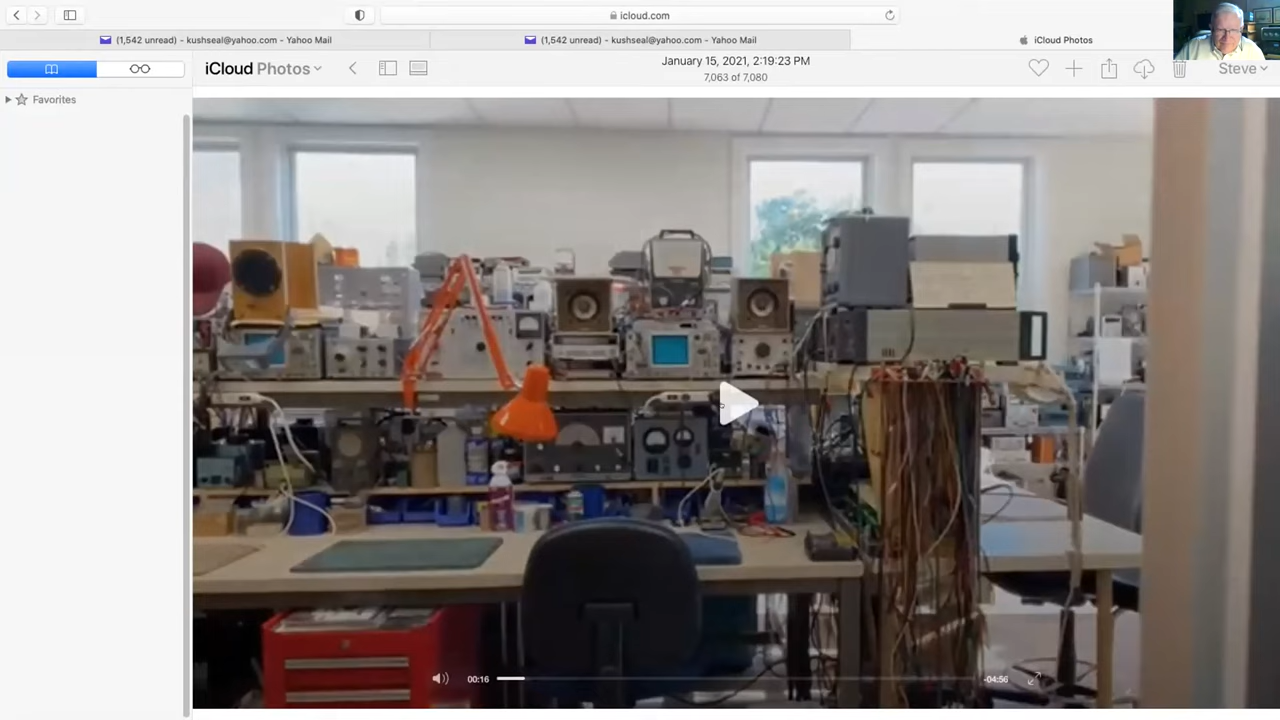 icloud.com
(1,542 unread) - kushseal@yahoo.com - Yahoo Mail
(1,542 unread) - kushseal@yahoo.com - Yahoo Mail
iCloud Photos
Favorites
iCloud Photos
January 15, 2021, 2:19:23 PM
7,063 of 7,080
Steve
00:16
-04:56